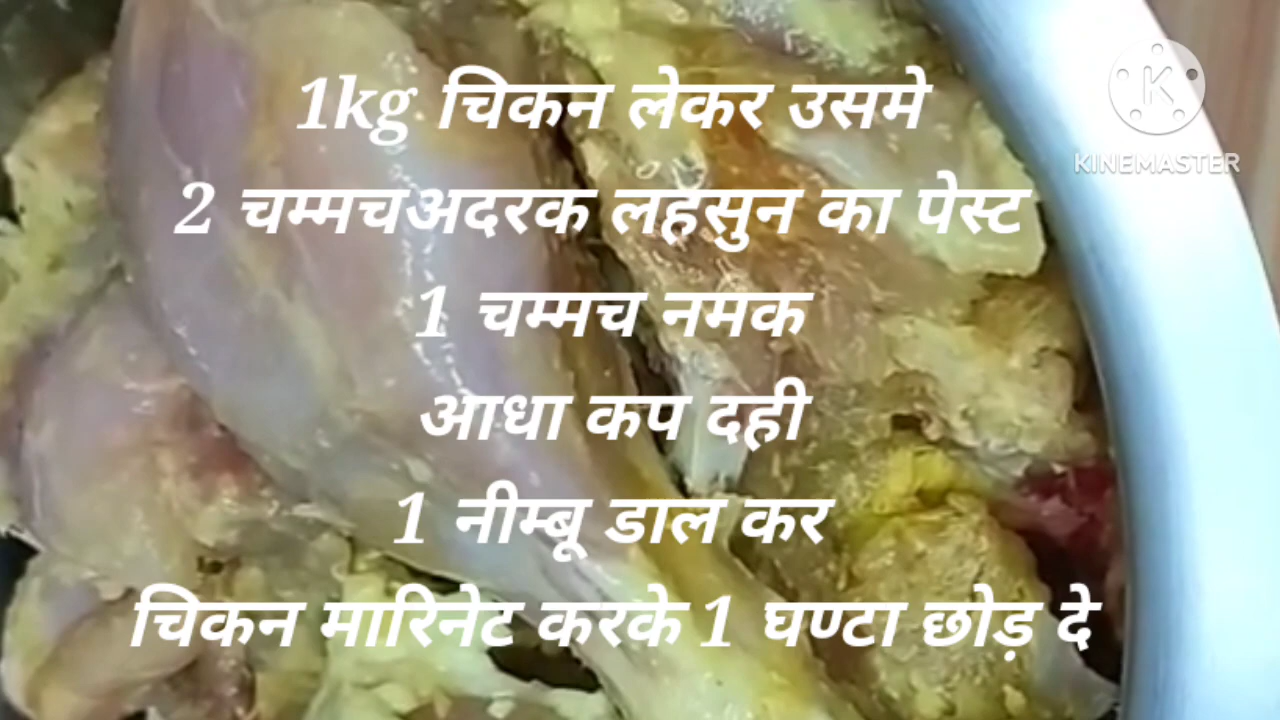 1kg चिकन लेकर उसमे
2 चम्मचअदरक लहसुन का पेस्ट
1 चम्मच नमक
आधा कप दही
1 नीम्बू डाल कर
चिकन मारिनेट करके 1 घण्टा छोड़ दे
K
KINEMASTER